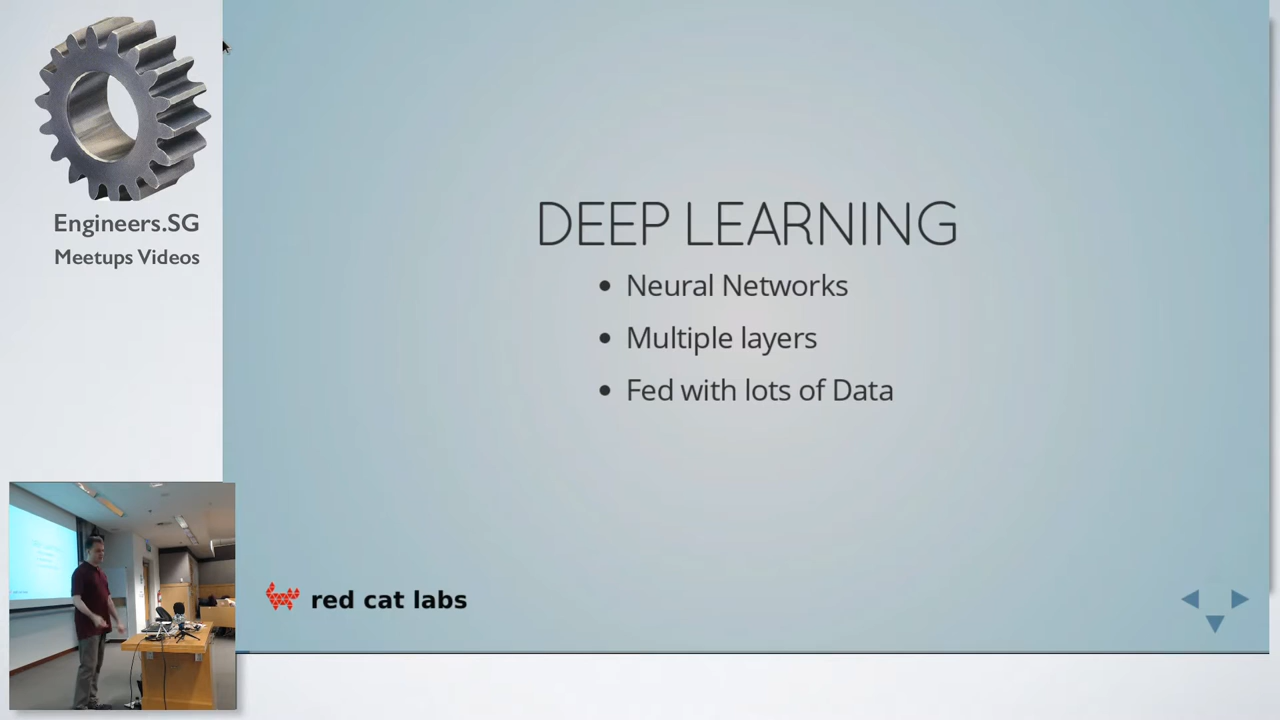 Engineers.SG
Meetups Videos
DEEP LEARNING
• Neural Networks
• Multiple layers
• Fed with lots of Data
red cat labs